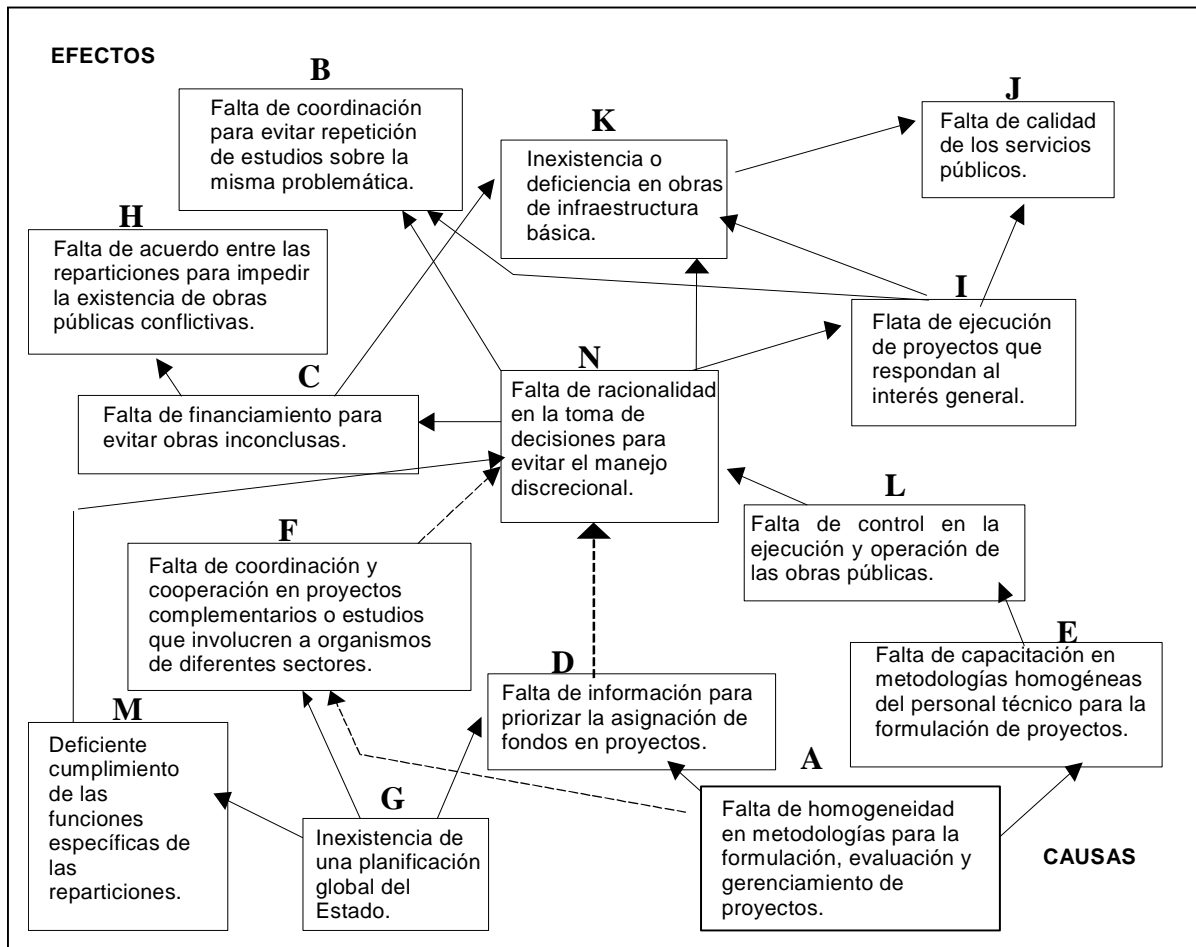 EFECTOS
B
Falta de coordinación
para evitar repetición
de estudios sobre la
misma problemática.
K
Inexistencia o
deficiencia en obras
de infraestructura
básica.
J
Falta de calidad
de los servicios
públicos.
H
Falta de acuerdo entre las
reparticiones para impedir
la existencia de obras
públicas conflictivas.
I
Flata de ejecución
de proyectos que
respondan al
interés general.
C
Falta de financiamiento para
evitar obras inconclusas.
N
Falta de racionalidad
en la toma de
decisiones para
evitar el manejo
discrecional.
L
Falta de control en la
ejecución y operación de
las obras públicas.
F
Falta de coordinación y
cooperación en proyectos
complementarios o estudios
que involucren a organismos
de diferentes sectores.
D
Falta de información para
priorizar la asignación de
fondos en proyectos.
E
Falta de capacitación en
metodologías homogéneas
del personal técnico para la
formulación de proyectos.
M
Deficiente
cumplimiento
de las
funciones
específicas de
las
reparticiones.
G
Inexistencia de
una planificación
global del
Estado.
A
Falta de homogeneidad
en metodologías para la
formulación, evaluación y
gerenciamiento de
proyectos.
CAUSAS